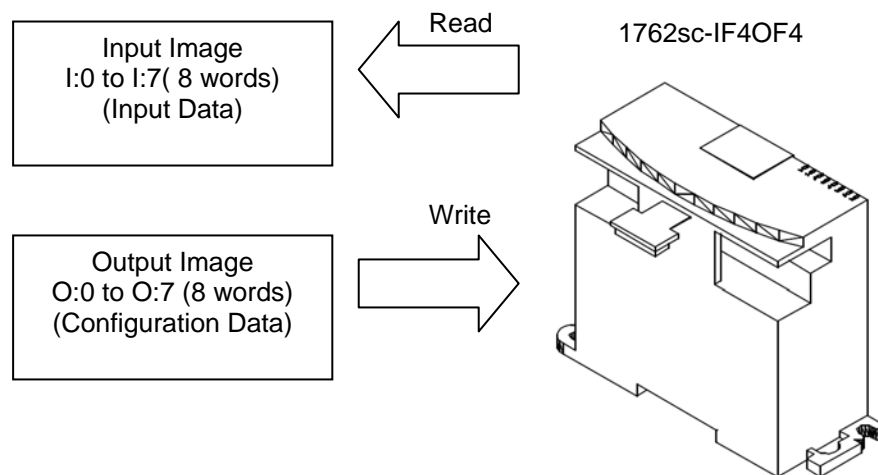 Input Image
I:0 to I:7( 8 words)
(Input Data)
Read
1762sc-IF4OF4
Output Image
O:0 to O:7 (8 words)
(Configuration Data)
Write